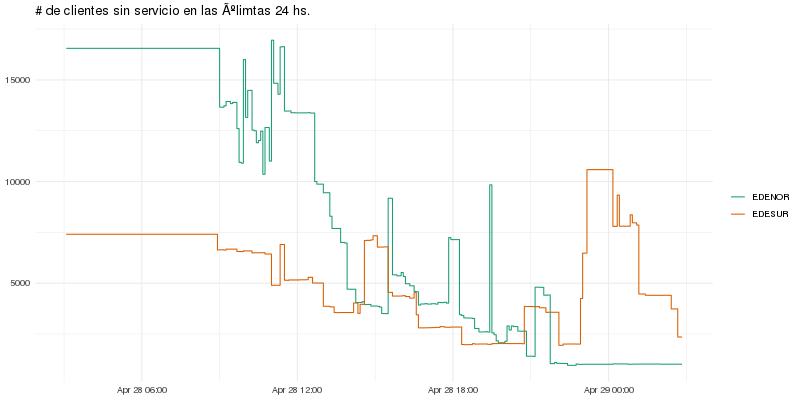 # de clientes sin servicio en las Ãºlimtas 24 hs.
15000
10000
5000
Apr 28 06:00
Apr 28 12:00
Apr 28 18:00
Apr 29 00:00
EDENOR
EDESUR